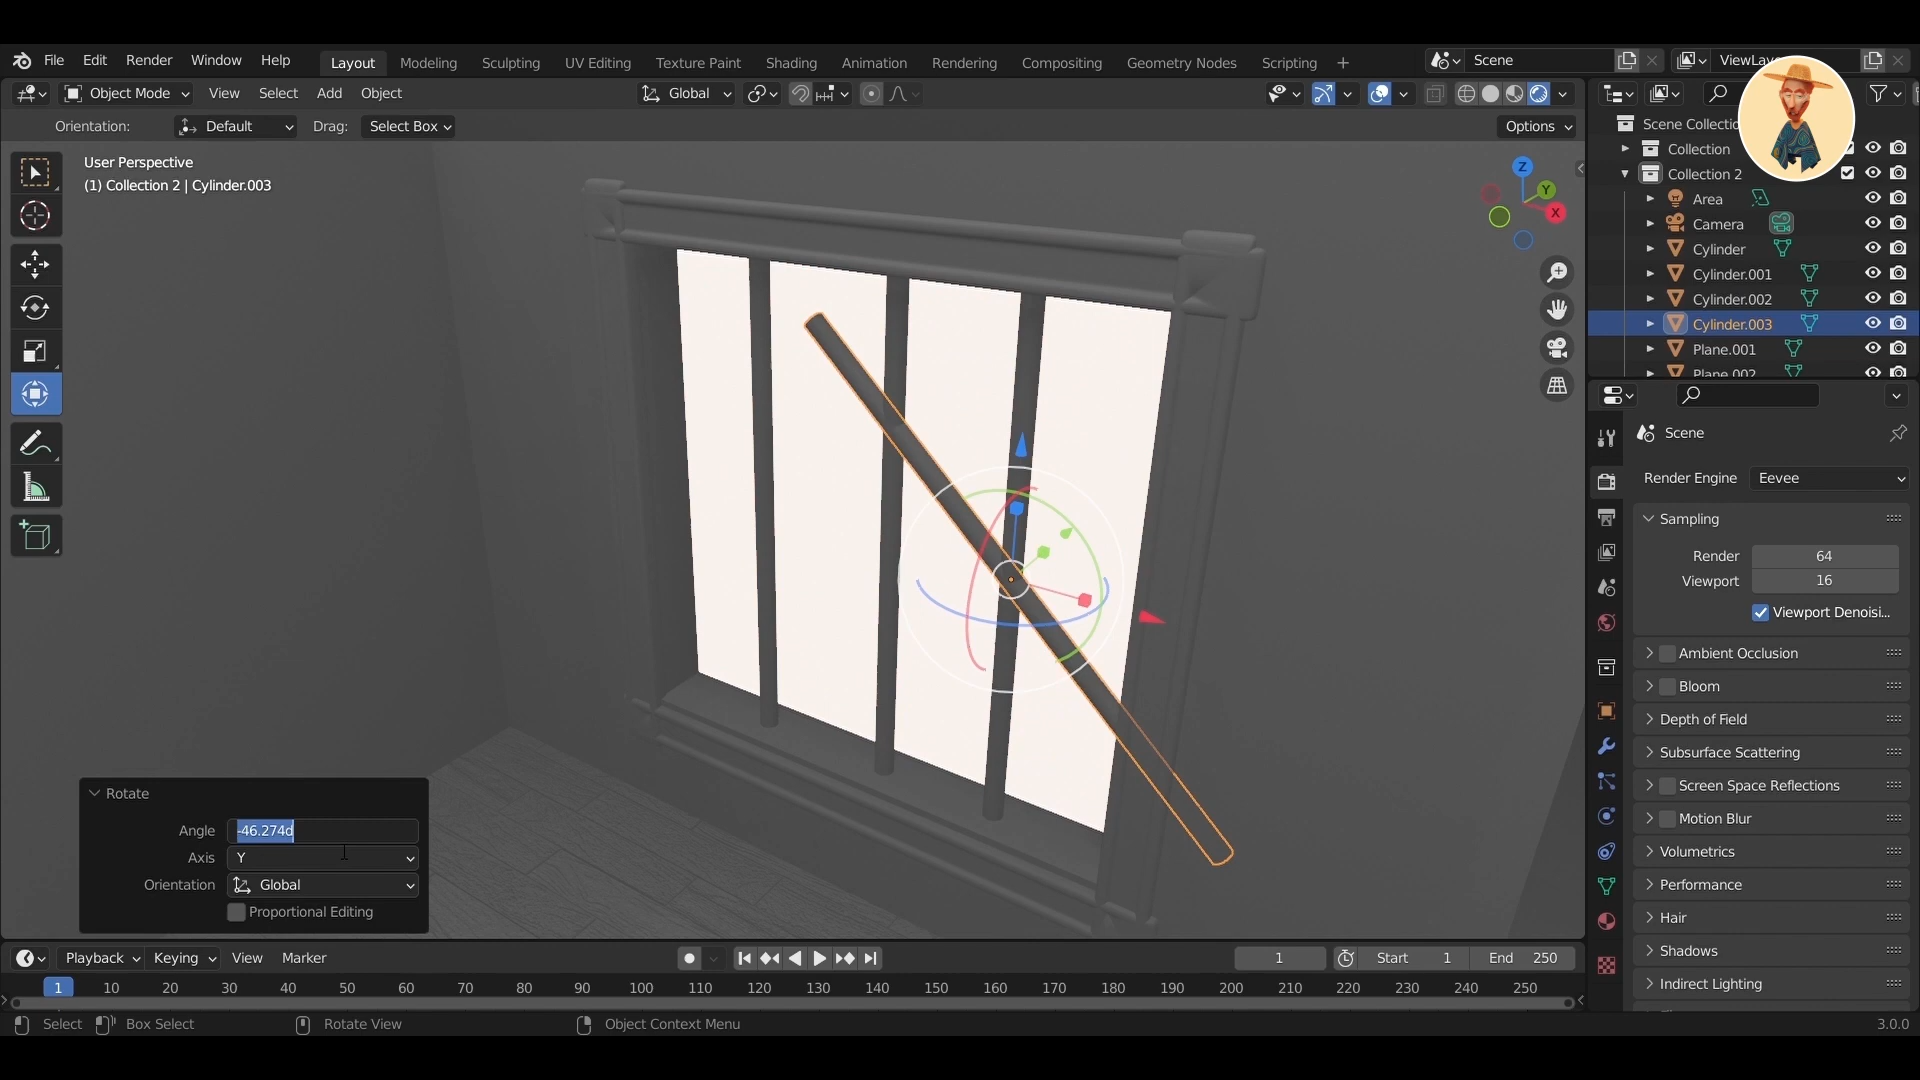 File Edit Render Window Help Layout Modeling Sculpting UV Editing Texture Paint Shading Animation Rendering Compositing Geometry Nodes Scripting + Scene
Object Mode View Select Add Object Global
Orientation: Default Drag: Select Box Options
User Perspective
(1) Collection 2 | Cylinder.003
Z
Y
X
Collection
Collection 2
Area
Camera
Cylinder
Cylinder.001
Cylinder.002
Cylinder.003
Plane.001
Plane.002
Scene
Render Engine Eevee
Sampling
Render 64
Viewport 16
Viewport Denoisi...
Ambient Occlusion
Bloom
Depth of Field
Subsurface Scattering
Screen Space Reflections
Motion Blur
Volumetrics
Performance
Hair
Shadows
Indirect Lighting
Rotate
Angle -46.274d
Axis Y
Orientation Global
Proportional Editing
Playback Keying View Marker 1 Start 1 End 250
1 10 20 30 40 50 60 70 80 90 100 110 120 130 140 150 160 170 180 190 200 210 220 230 240 250
Select Box Select Rotate View Object Context Menu 3.0.0